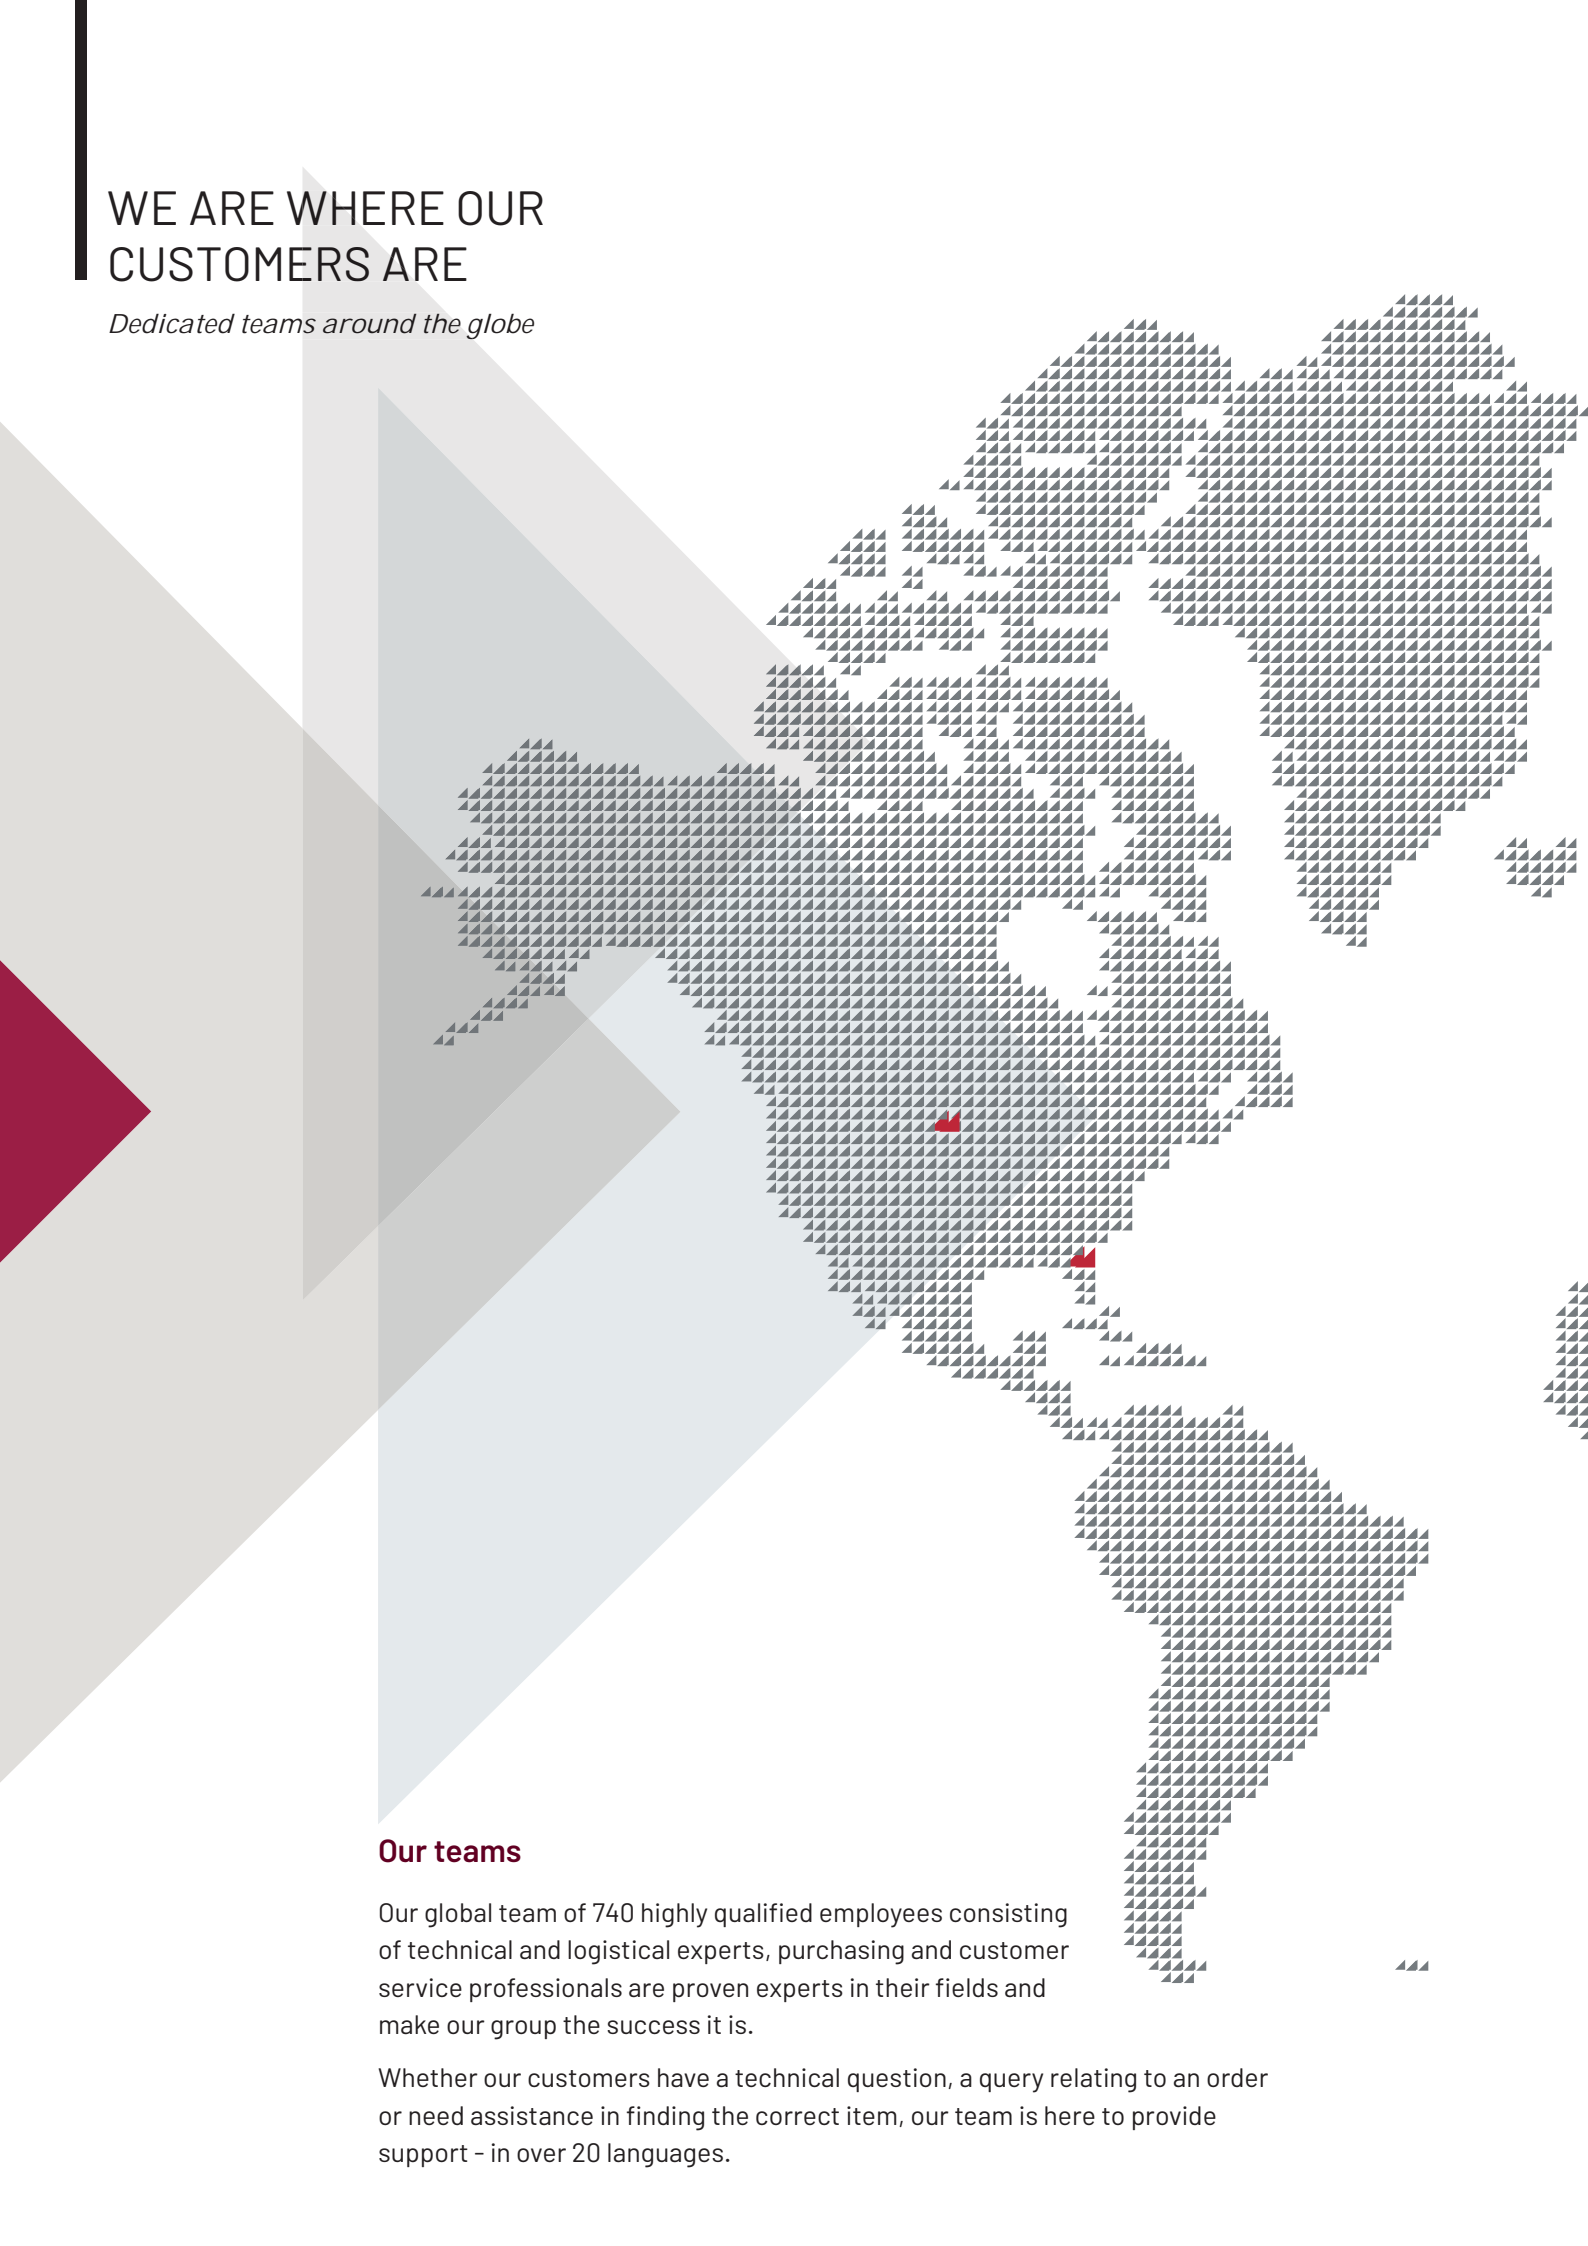 WE ARE WHERE OUR
CUSTOMERS ARE
Dedicated teams around the globe
Our teams
Our global team of 740 highly qualified employees consisting
of technical and logistical experts, purchasing and customer
service professionals are proven experts in their fields and
make our group the success it is.
Whether our customers have a technical question, a query relating to an order
or need assistance in finding the correct item, our team is here to provide
support - in over 20 languages.